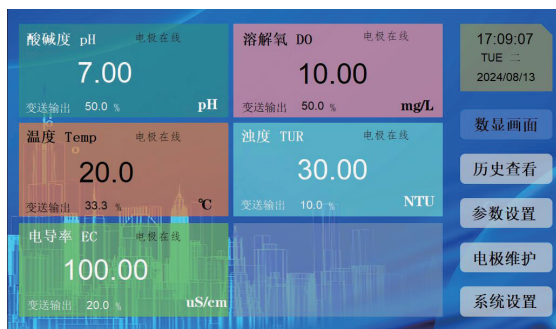 酸碱度 pH 电极在线
7.00
变送输出 50.0 % pH
溶解氧 DO 电极在线
10.00
变送输出 50.0 % mg/L
温度 Temp 电极在线
20.0
变送输出 33.3 % ℃
浊度 TUR 电极在线
30.00
变送输出 10.0 % NTU
电导率 EC 电极在线
100.00
变送输出 20.0 % uS/cm
17:09:07
TUE 二
2024/08/13
数显画面
历史查看
参数设置
电极维护
系统设置